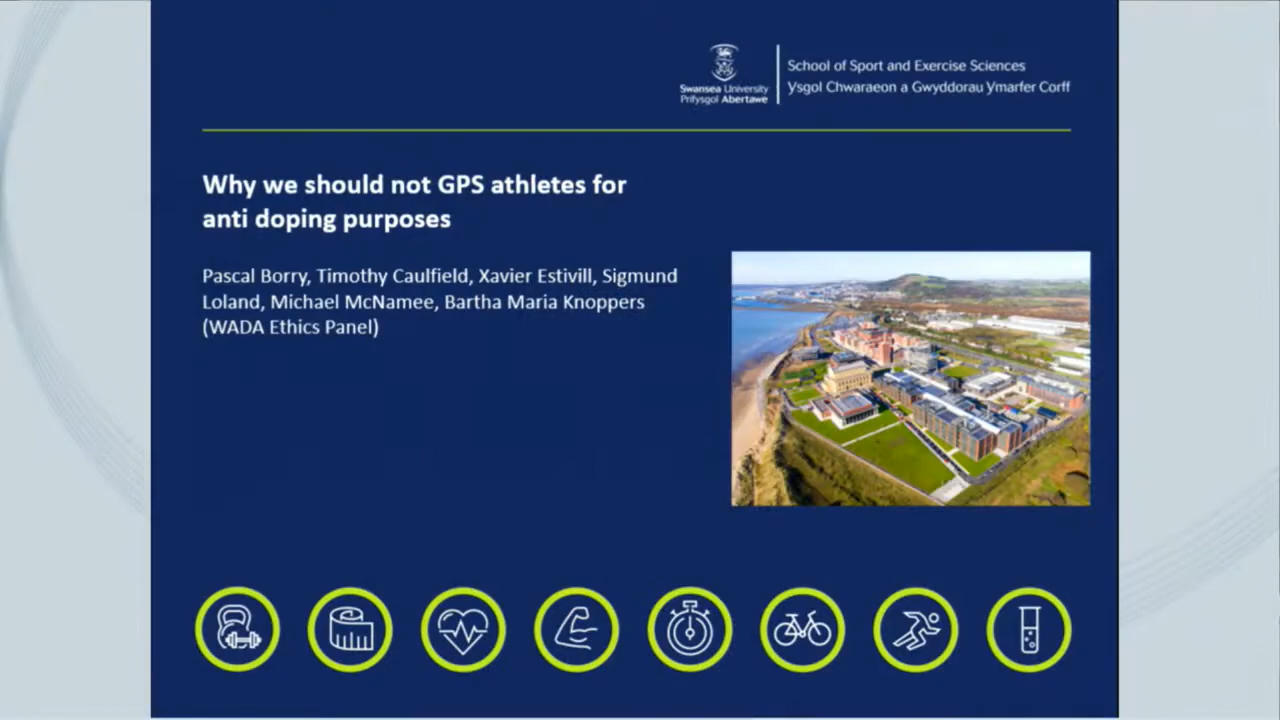 Swansea University
Prifysgol Abertawe
School of Sport and Exercise Sciences
Ysgol Chwaraeon a Gwyddorau Ymarfer Corff
Why we should not GPS athletes for
anti doping purposes
Pascal Borry, Timothy Caulfield, Xavier Estivill, Sigmund
Loland, Michael McNamee, Bartha Maria Knoppers
(WADA Ethics Panel)